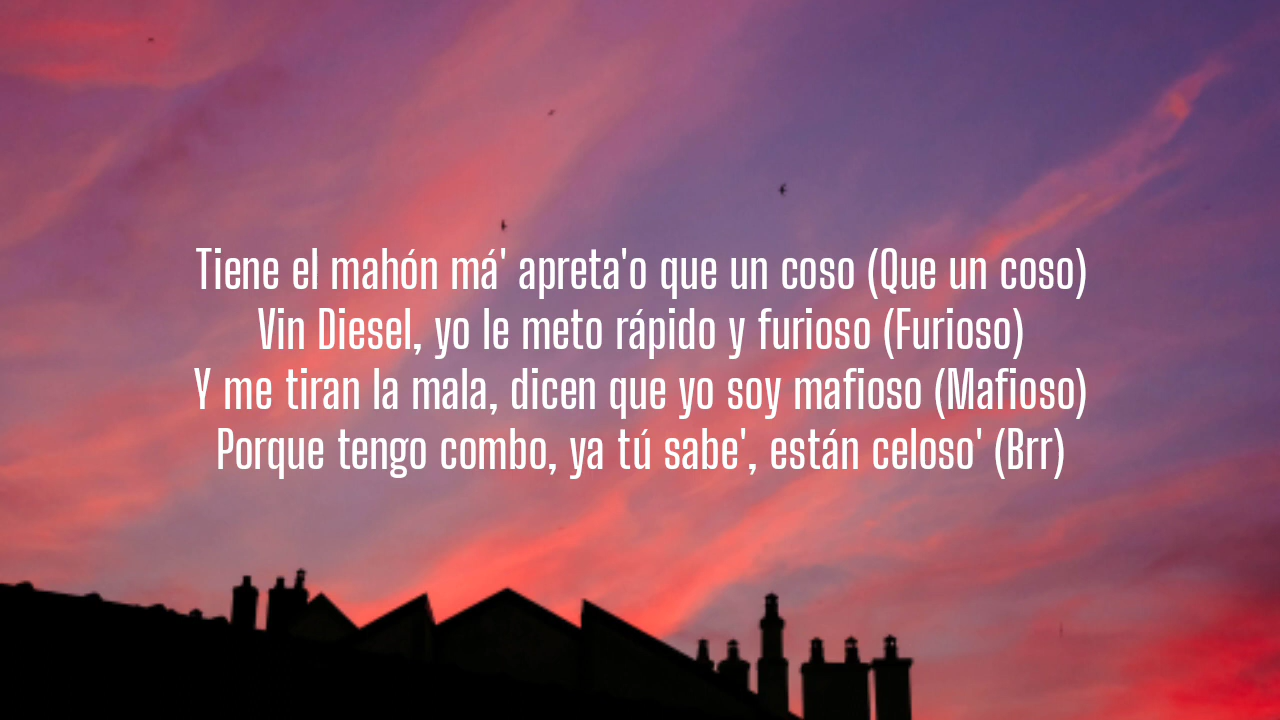 Tiene el mahón má' apreta'o que un coso (Que un coso)
Vin Diesel, yo le meto rápido y furioso (Furioso)
Y me tiran la mala, dicen que yo soy mafioso (Mafioso)
Porque tengo combo, ya tú sabe', están celoso' (Brr)